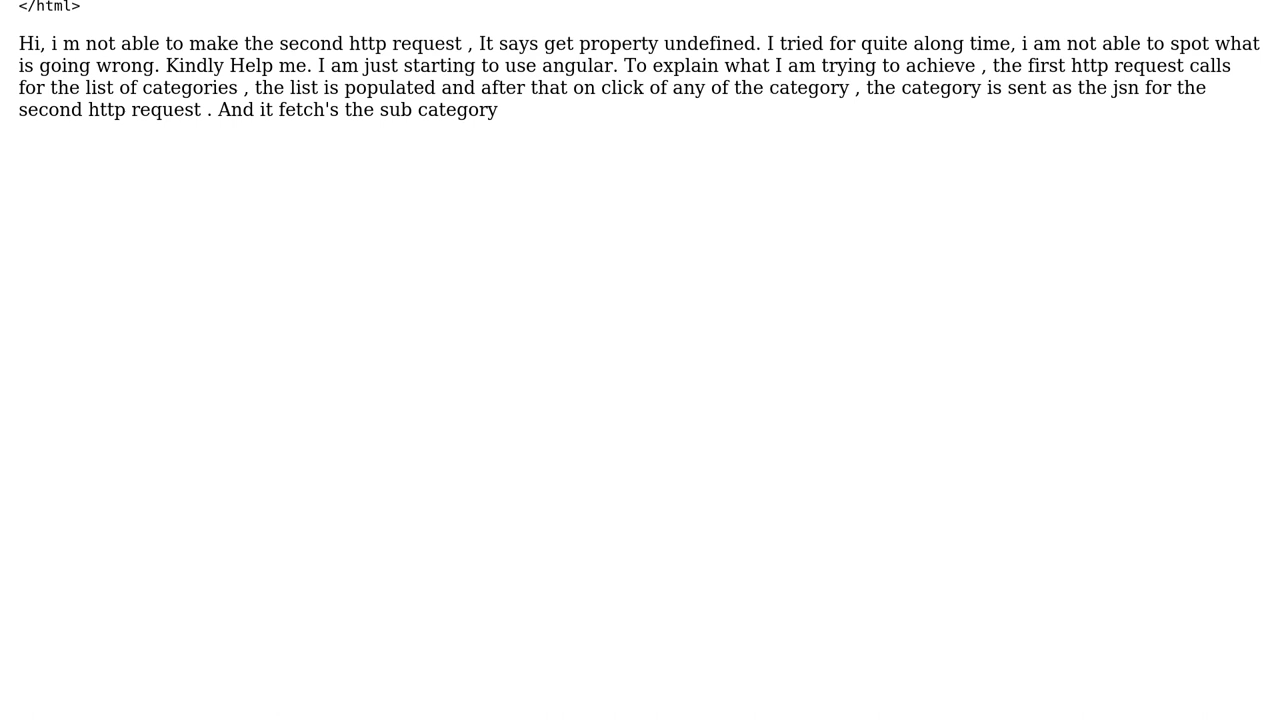 </html>
Hi, i m not able to make the second http request , It says get property undefined. I tried for quite along time, i am not able to spot what
is going wrong. Kindly Help me. I am just starting to use angular. To explain what I am trying to achieve , the first http request calls
for the list of categories , the list is populated and after that on click of any of the category , the category is sent as the jsn for the
second http request . And it fetch's the sub category